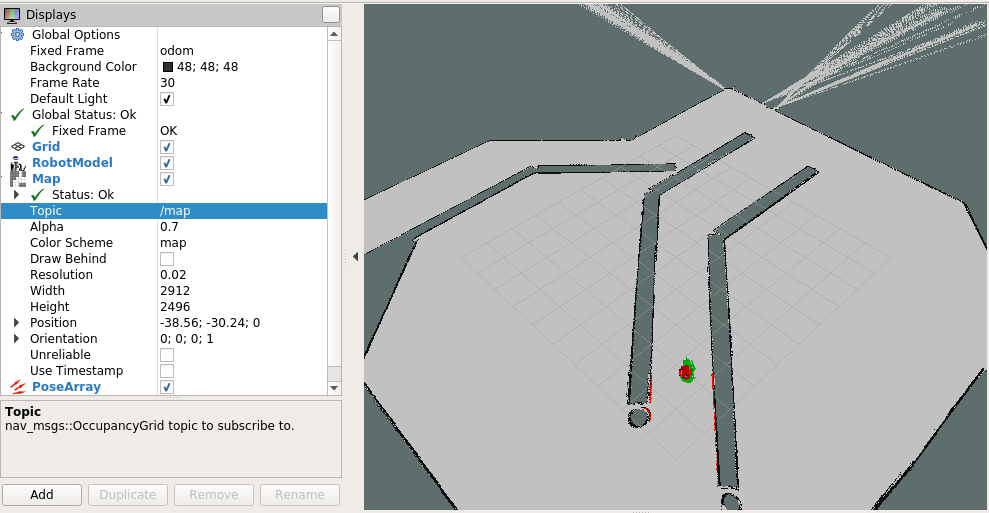 Displays
Global Options
Fixed Frame odom
Background Color 48; 48; 48
Frame Rate 30
Default Light
Global Status: Ok
Fixed Frame OK
Grid
RobotModel
Map
Status: Ok
Topic /map
Alpha 0.7
Color Scheme map
Draw Behind
Resolution 0.02
Width 2912
Height 2496
Position -38.56; -30.24; 0
Orientation 0; 0; 0; 1
Unreliable
Use Timestamp
PoseArray
Topic
nav_msgs::OccupancyGrid topic to subscribe to.
Add Duplicate Remove Rename